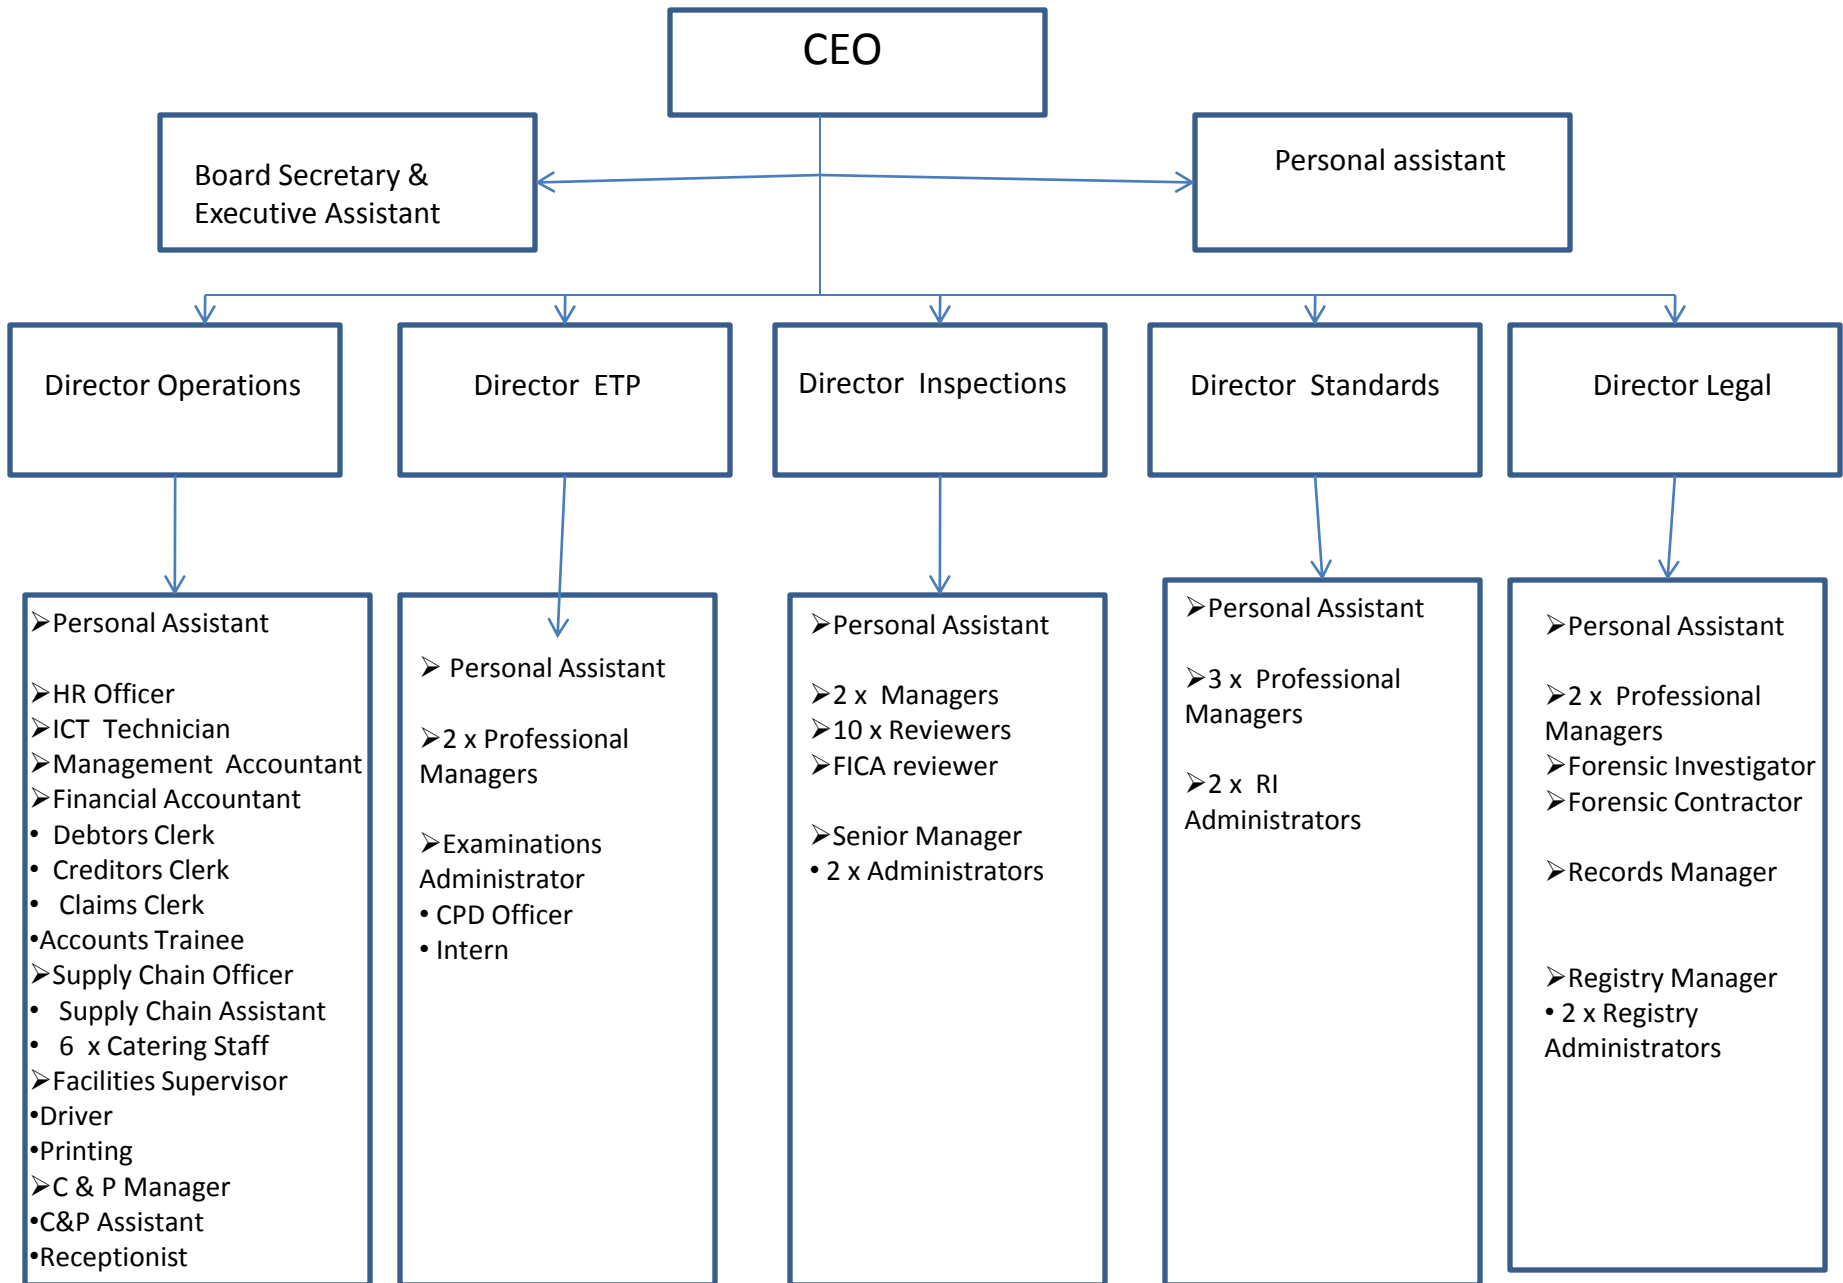 CEO
Board Secretary &
Executive Assistant
Personal assistant
Director Operations
Director ETP
Director Inspections
Director Standards
Director Legal
➢Personal Assistant
➢HR Officer
➢ICT Technician
➢Management Accountant
➢Financial Accountant
• Debtors Clerk
• Creditors Clerk
• Claims Clerk
•Accounts Trainee
➢Supply Chain Officer
• Supply Chain Assistant
• 6 x Catering Staff
➢Facilities Supervisor
•Driver
•Printing
➢C & P Manager
•C&P Assistant
•Receptionist
➢ Personal Assistant
➢2 x Professional
Managers
➢Examinations
Administrator
• CPD Officer
• Intern
➢Personal Assistant
➢2 x Managers
➢10 x Reviewers
➢FICA reviewer
➢Senior Manager
• 2 x Administrators
➢Personal Assistant
➢3 x Professional
Managers
➢2 x RI
Administrators
➢Personal Assistant
➢2 x Professional
Managers
➢Forensic Investigator
➢Forensic Contractor
➢Records Manager
➢Registry Manager
• 2 x Registry
Administrators